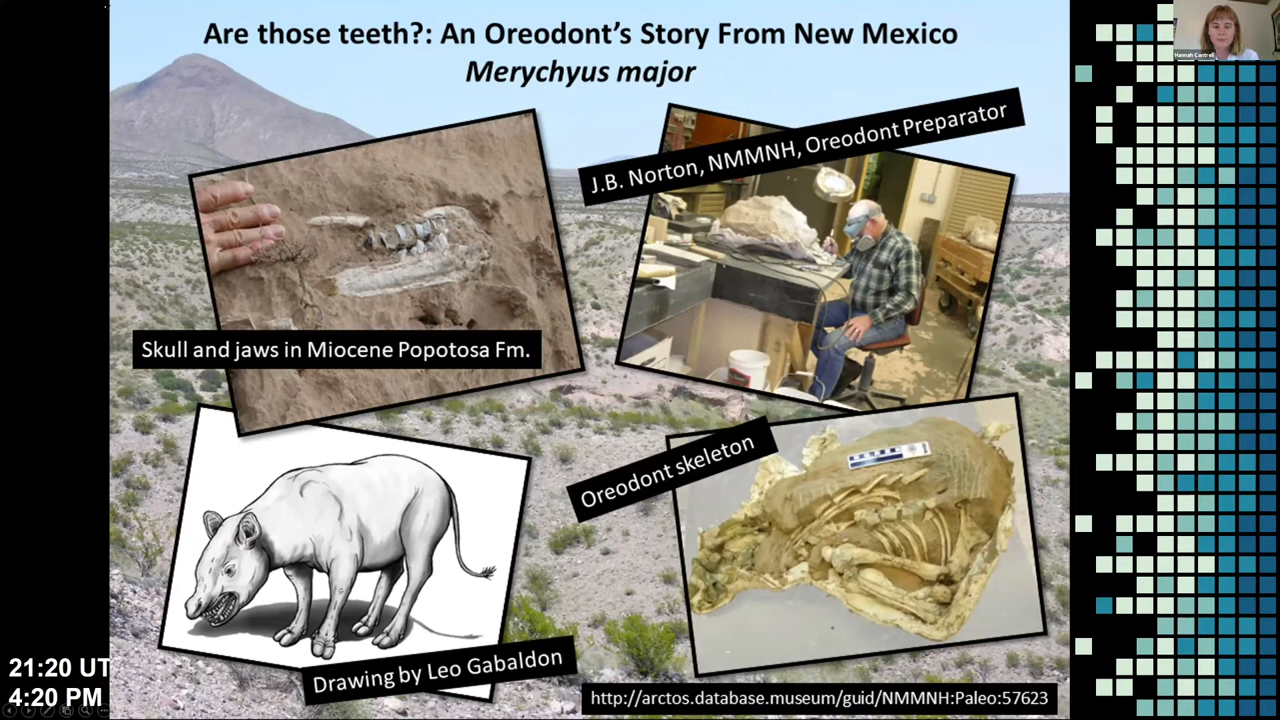 Are those teeth?: An Oreodont's Story From New Mexico
Merychyus major
Hannah Cantrell
J.B. Norton, NMMNH, Oreodont Preparator
Skull and jaws in Miocene Popotosa Fm.
Oreodont skeleton
Drawing by Leo Gabaldon
http://arctos.database.museum/guid/NMMNH:Paleo:57623
21:20 UT
4:20 PM